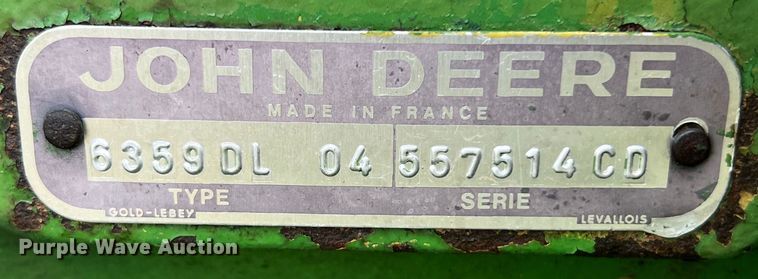 JOHN DEERE
MADE IN FRANCE
6359DL 04 557514CD
TYPE SERIE
GOLD-LEBEY LEVALLOIS
Purple Wave Auction